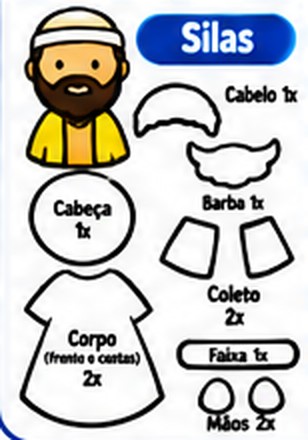 Silas
Cabelo 1x
Barba 1x
Cabeça
1x
Coleto
2x
Corpo
(frente e costas)
2x
Faixa 1x
Mãos 2x